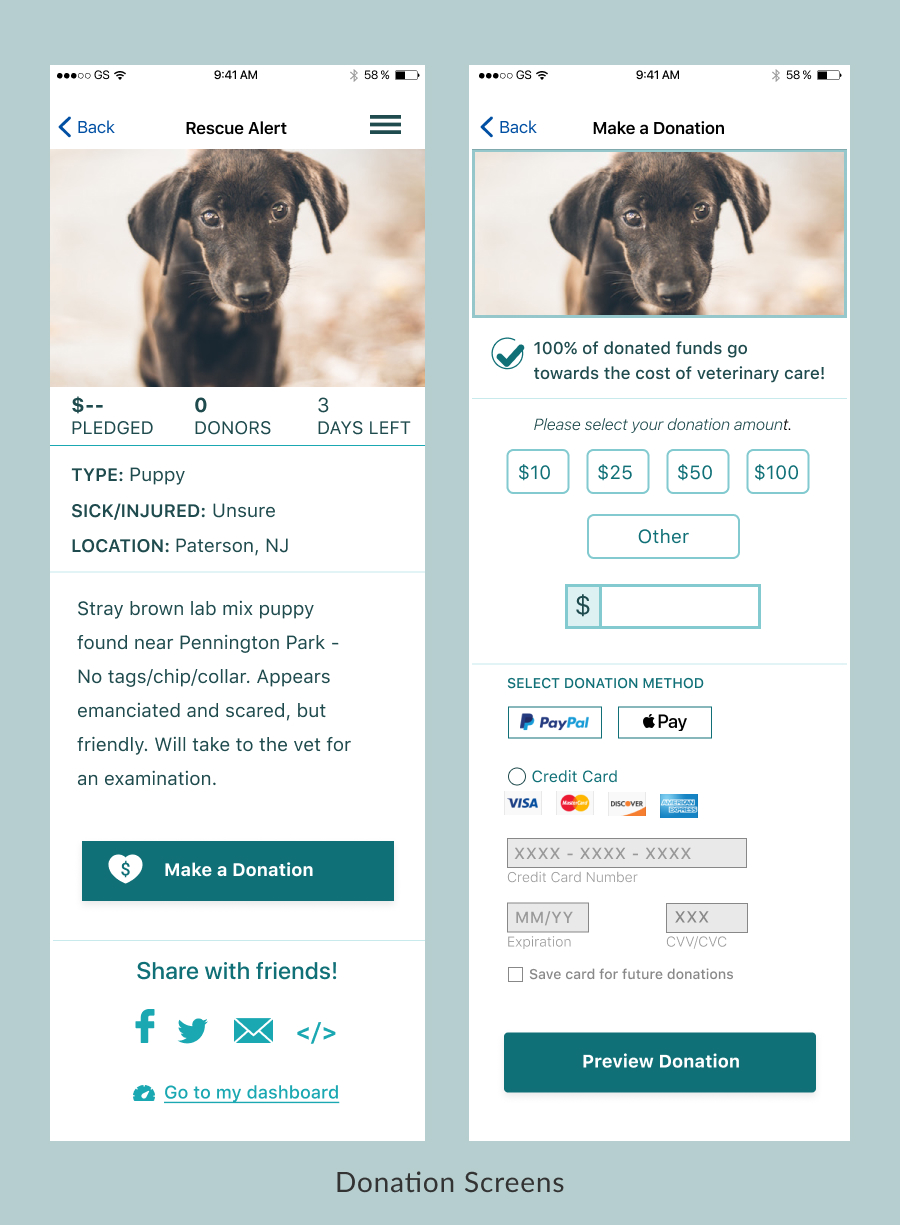 GS 9:41 AM 58 %
Back Rescue Alert
$-- 0 3
PLEDGED DONORS DAYS LEFT
TYPE: Puppy
SICK/INJURED: Unsure
LOCATION: Paterson, NJ
Stray brown lab mix puppy
found near Pennington Park -
No tags/chip/collar. Appears
emanciated and scared, but
friendly. Will take to the vet for
an examination.
$ Make a Donation
Share with friends!
</>
Go to my dashboard
GS 9:41 AM 58 %
Back Make a Donation
100% of donated funds go
towards the cost of veterinary care!
Please select your donation amount.
$10 $25 $50 $100
Other
$
SELECT DONATION METHOD
PayPal Pay
Credit Card
VISA MasterCard DISCOVER AMERICAN EXPRESS
XXXX - XXXX - XXXX
Credit Card Number
MM/YY XXX
Expiration CVV/CVC
Save card for future donations
Preview Donation
Donation Screens